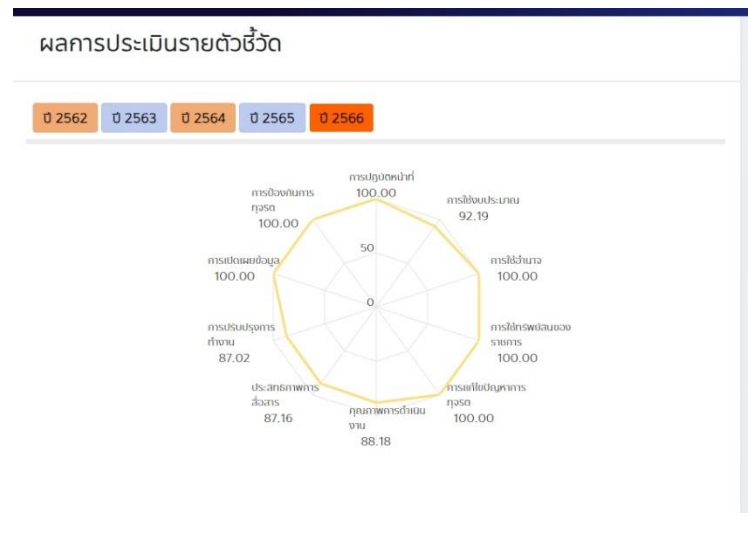 ผลการประเมินรายตัวชี้วัด
ปี 2562
ปี 2563
ปี 2564
ปี 2565
ปี 2566
การปฏิบัติหน้าที่
100.00
การใช้งบประมาณ
92.19
การใช้อำนาจ
100.00
การใช้ทรัพย์สินของ
ราชการ
100.00
การแก้ไขปัญหาการ
ทุจริต
100.00
คุณภาพการดำเนิน
งาน
88.18
ประสิทธิภาพการ
สื่อสาร
87.16
การปรับปรุงการ
ทำงาน
87.02
การเปิดเผยข้อมูล
100.00
การป้องกันการ
ทุจริต
100.00
50
0